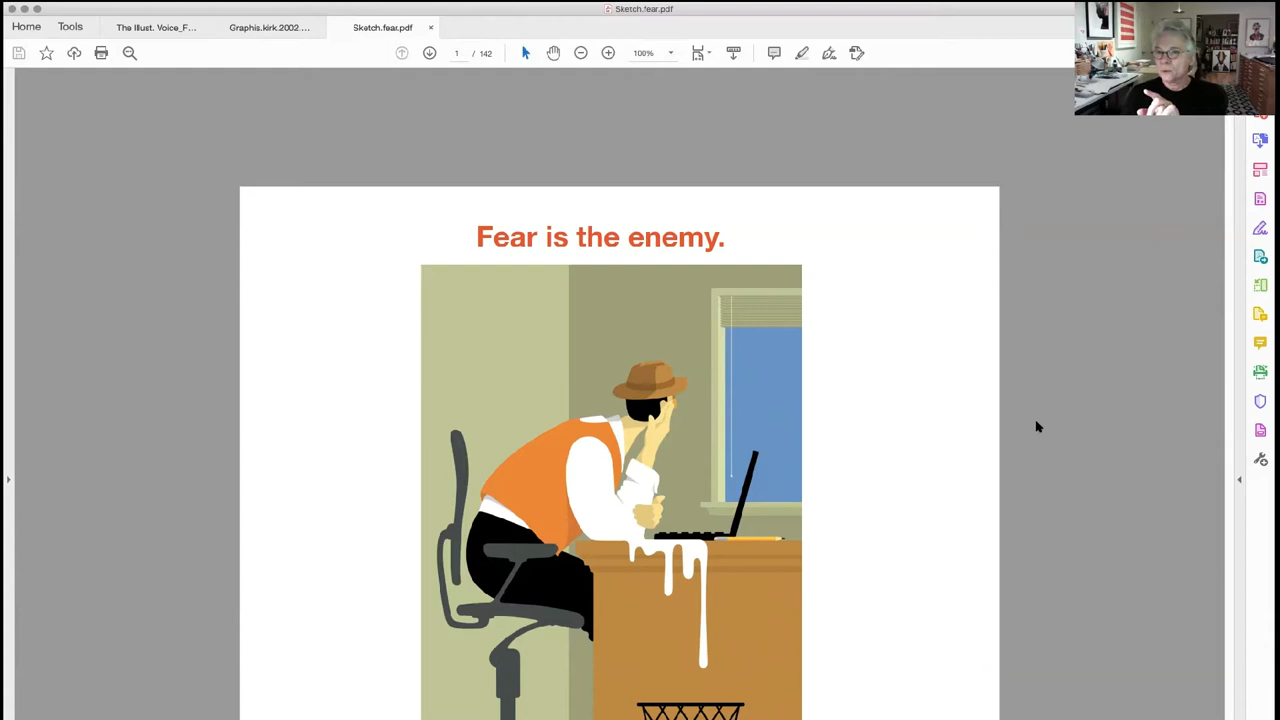 Sketch.fear.pdf
Home Tools The Illust. Voice_F... Graphis.kirk.2002.... Sketch.fear.pdf ×
1 / 142 100%
Fear is the enemy.